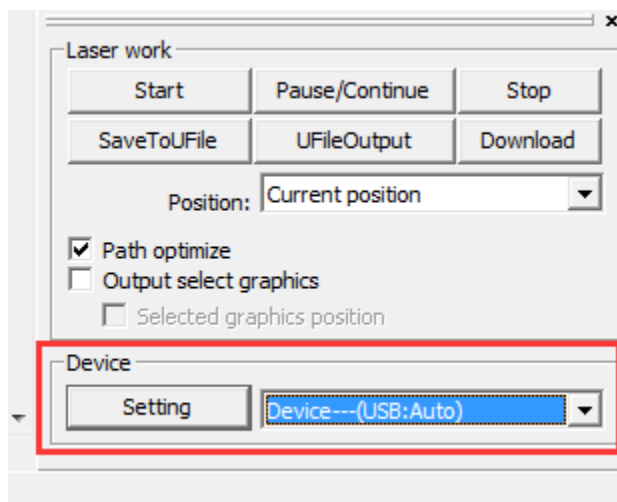 Laser work
Start Pause/Continue Stop
SaveToUFile UFileOutput Download
Position: Current position
Path optimize
Output select graphics
Selected graphics position
Device
Setting Device---(USB:Auto)